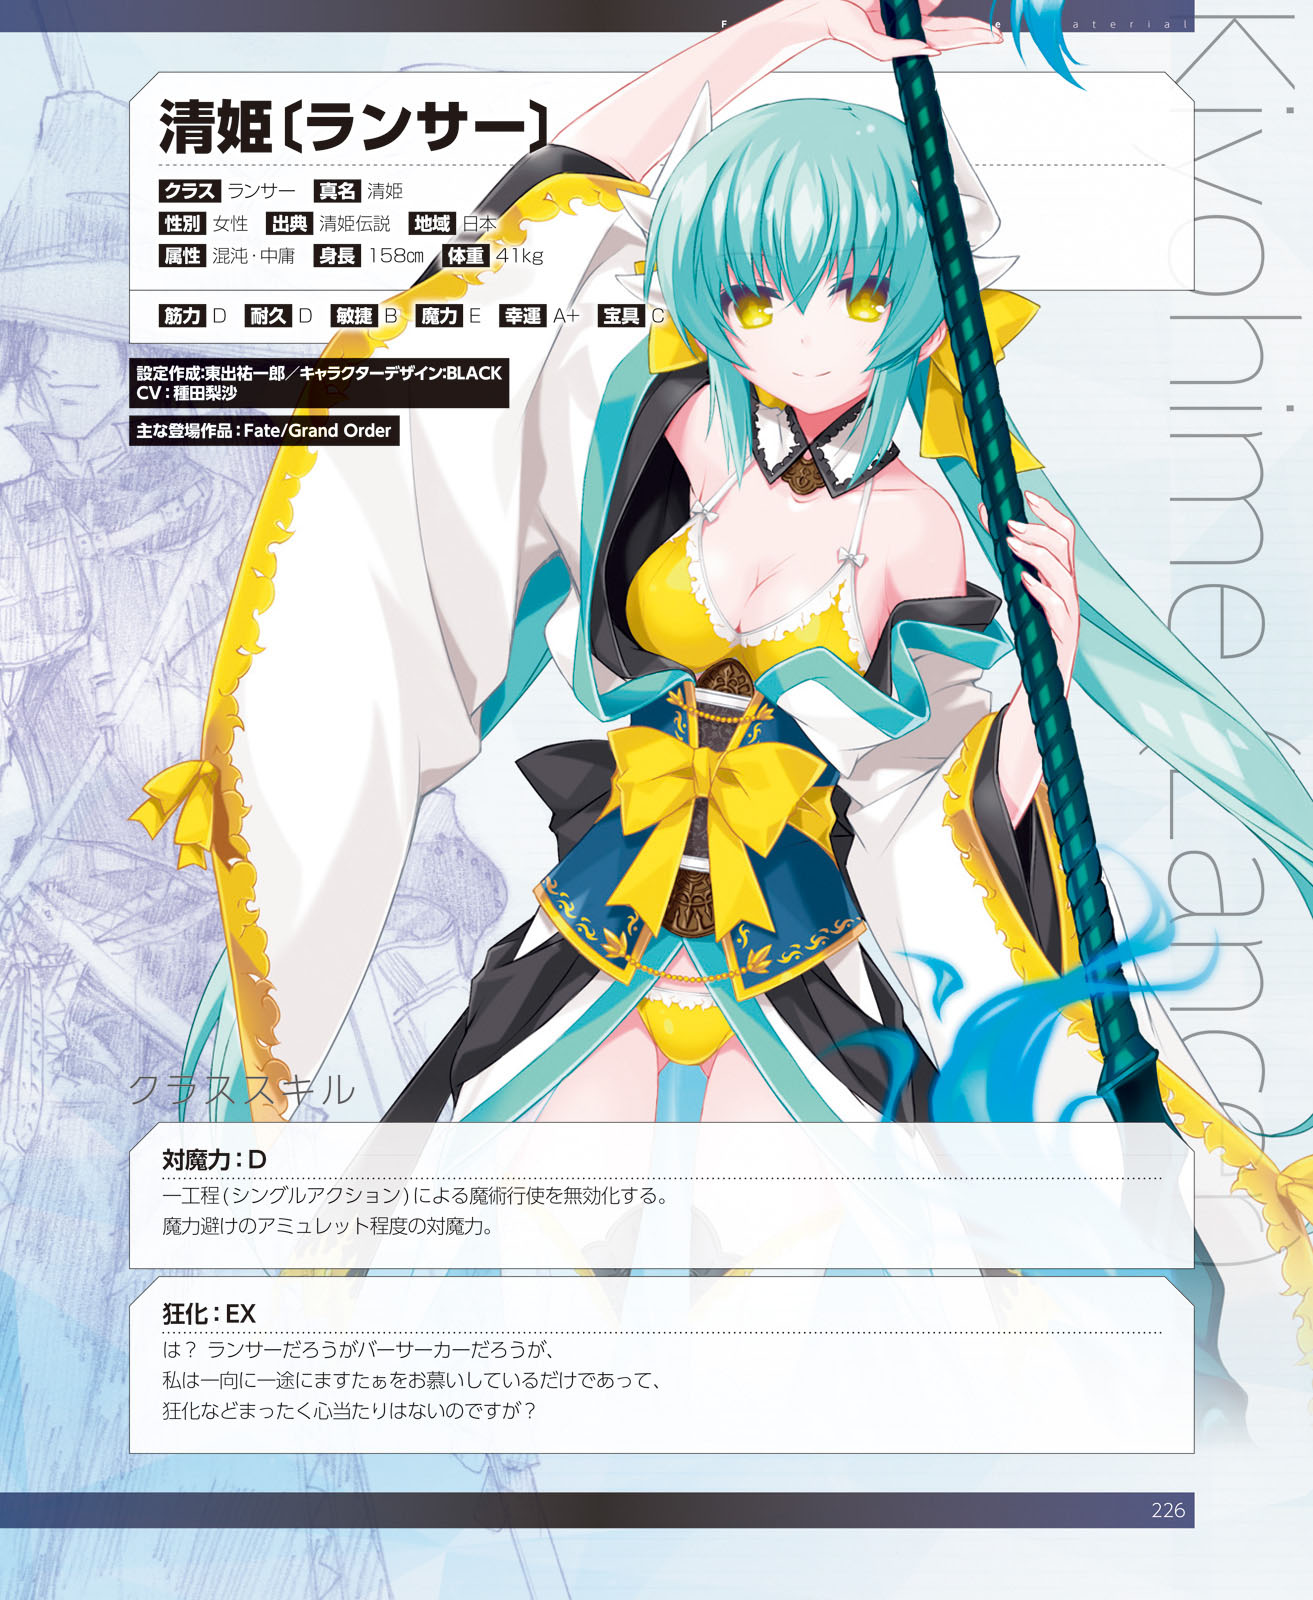 aterial
清姫〔ランサー〕
クラス ランサー 真名 清姫
性別 女性 出典 清姫伝説 地域 日本
属性 混沌・中庸 身長 158㎝ 体重 41kg
筋力 D 耐久 D 敏捷 B 魔力 E 幸運 A+ 宝具 C
設定作成:東出祐一郎／キャラクターデザイン:BLACK
CV：種田梨沙
主な登場作品：Fate/Grand Order
Kiyohime (Lancer)
クラススキル
対魔力：D
一工程(シングルアクション)による魔術行使を無効化する。
魔力避けのアミュレット程度の対魔力。
狂化：EX
は？ ランサーだろうがバーサーカーだろうが、
私は一向に一途にますたぁをお慕いしているだけであって、
狂化などまったく心当たりはないのですが？
226